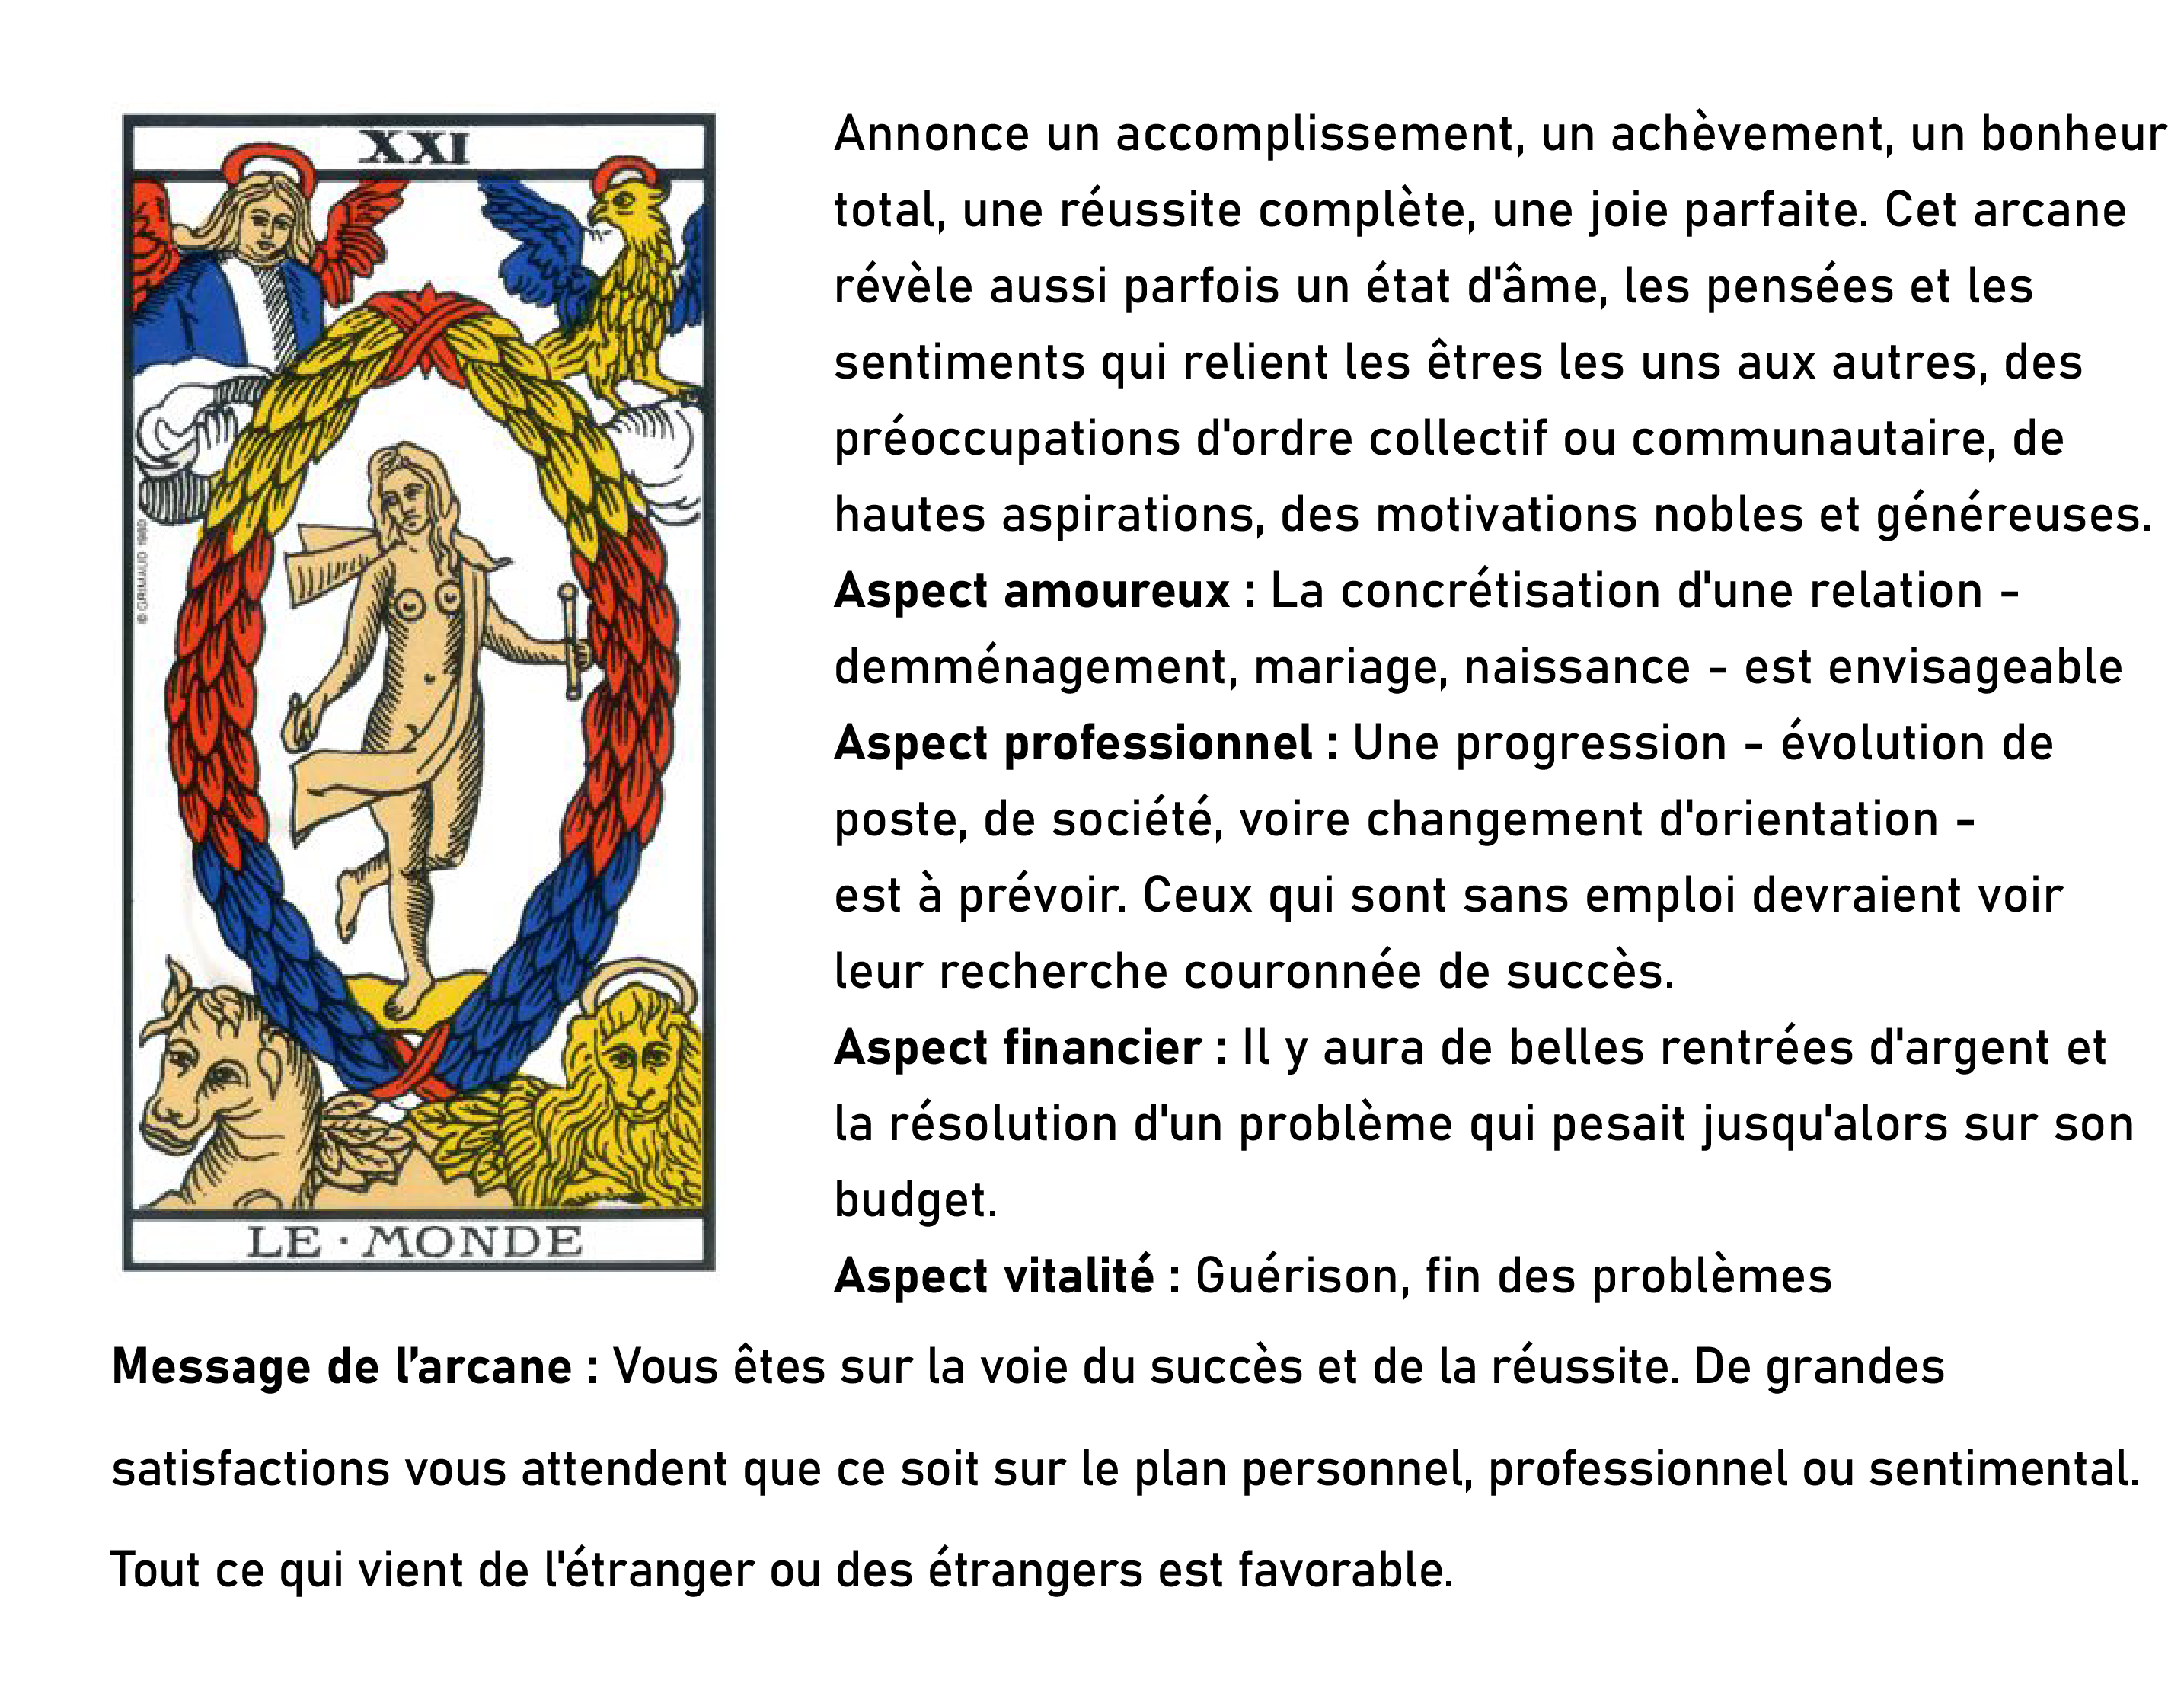 XXI
© GRIMAUD 1980
LE · MONDE
Annonce un accomplissement, un achèvement, un bonheur
total, une réussite complète, une joie parfaite. Cet arcane
révèle aussi parfois un état d'âme, les pensées et les
sentiments qui relient les êtres les uns aux autres, des
préoccupations d'ordre collectif ou communautaire, de
hautes aspirations, des motivations nobles et généreuses.
Aspect amoureux : La concrétisation d'une relation -
demménagement, mariage, naissance - est envisageable
Aspect professionnel : Une progression - évolution de
poste, de société, voire changement d'orientation -
est à prévoir. Ceux qui sont sans emploi devraient voir
leur recherche couronnée de succès.
Aspect financier : Il y aura de belles rentrées d'argent et
la résolution d'un problème qui pesait jusqu'alors sur son
budget.
Aspect vitalité : Guérison, fin des problèmes
Message de l’arcane : Vous êtes sur la voie du succès et de la réussite. De grandes
satisfactions vous attendent que ce soit sur le plan personnel, professionnel ou sentimental.
Tout ce qui vient de l'étranger ou des étrangers est favorable.